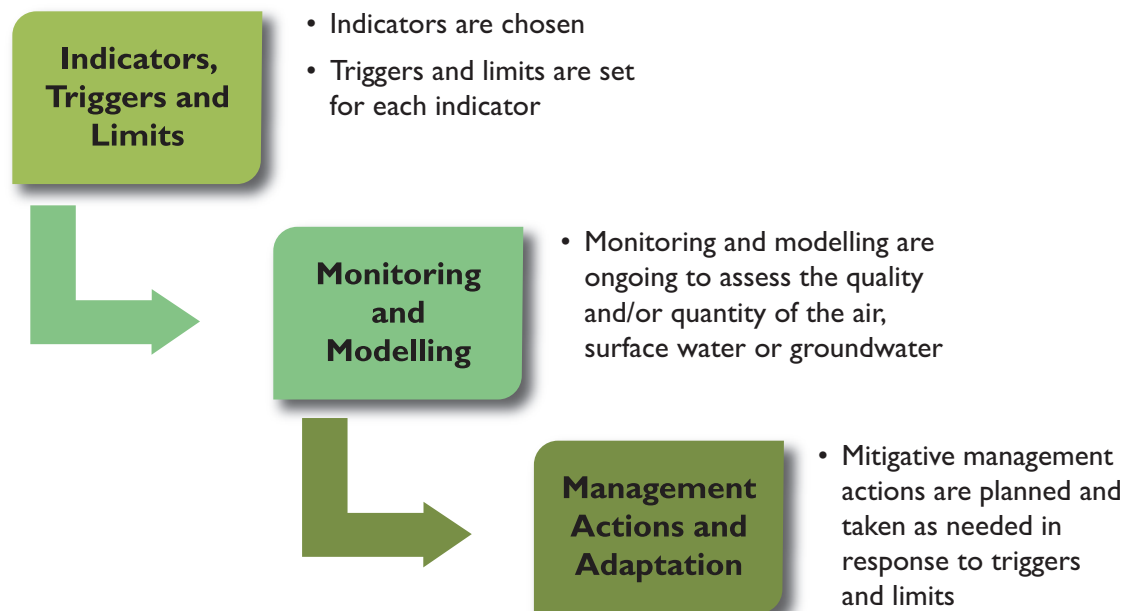 Indicators,
Triggers and
Limits
• Indicators are chosen
• Triggers and limits are set
for each indicator
Monitoring
and
Modelling
• Monitoring and modelling are
ongoing to assess the quality
and/or quantity of the air,
surface water or groundwater
Management
Actions and
Adaptation
• Mitigative management
actions are planned and
taken as needed in
response to triggers
and limits